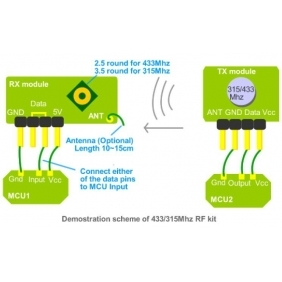 2.5 round for 433Mhz
3.5 round for 315Mhz
RX module
Data
GND 5V
ANT
Antenna (Optional)
Length 10~15cm
Connect either
of the data pins
to MCU Input
Gnd Input Vcc
MCU1
TX module
315/433
Mhz
ANT GND Data Vcc
Gnd Output Vcc
MCU2
Demostration scheme of 433/315Mhz RF kit